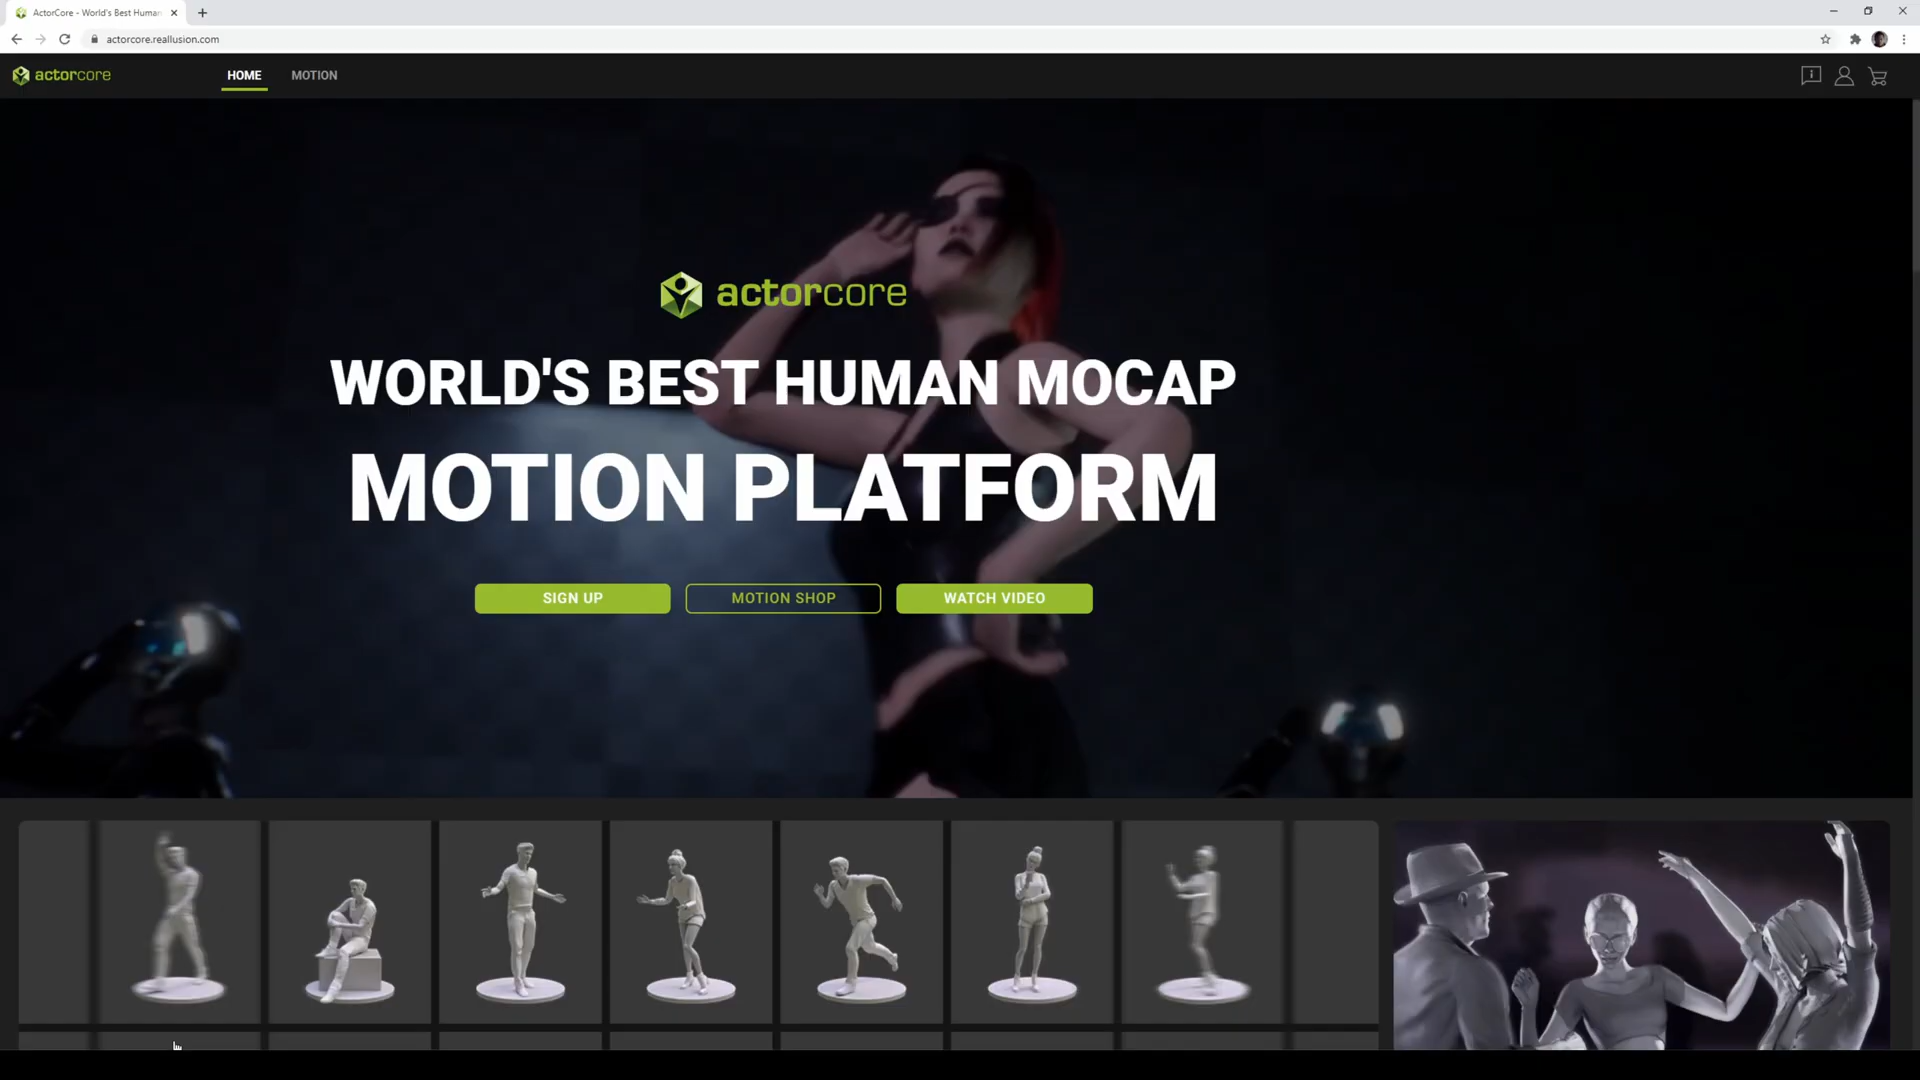 ActorCore - World's Best Human
actorcore.reallusion.com
actorcore
HOME
MOTION
actorcore
WORLD'S BEST HUMAN MOCAP
MOTION PLATFORM
SIGN UP
MOTION SHOP
WATCH VIDEO